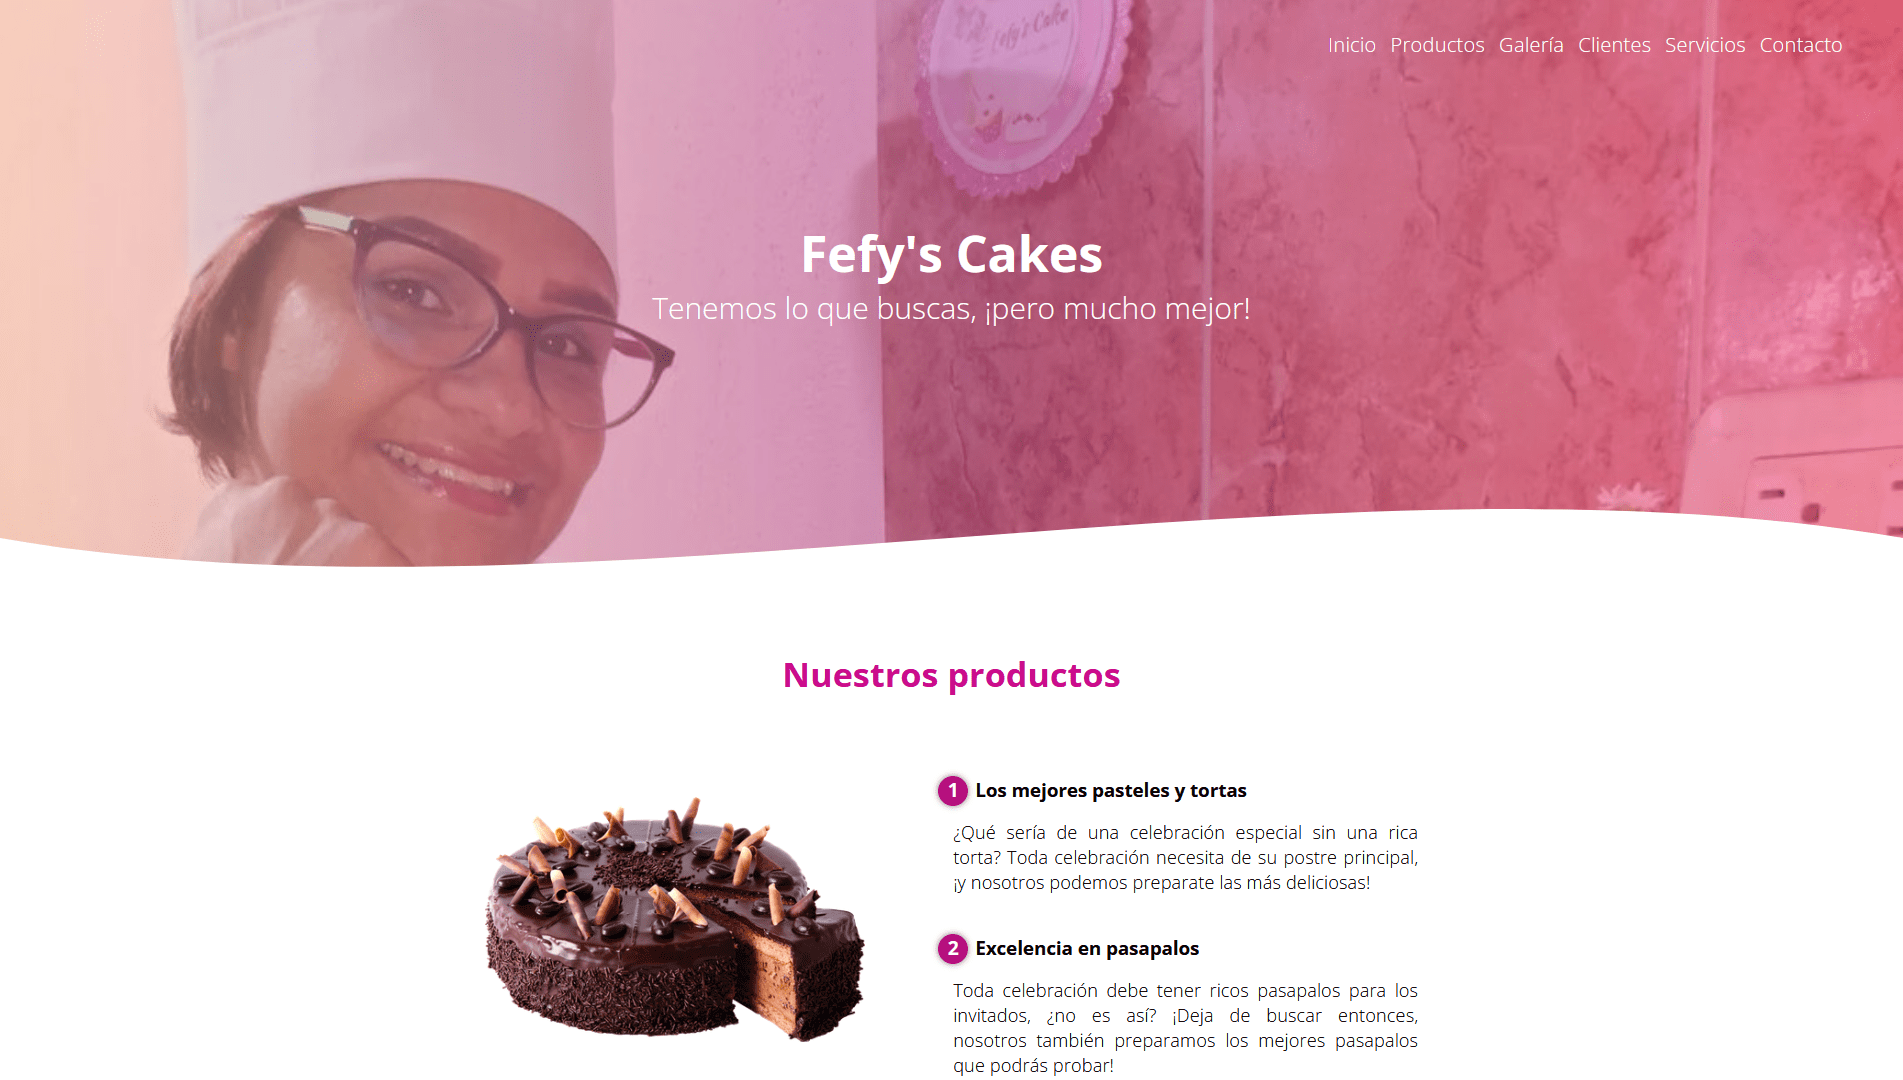 Fefy's Cake
Inicio Productos Galería Clientes Servicios Contacto
Fefy's Cakes
Tenemos lo que buscas, ¡pero mucho mejor!
Nuestros productos
1 Los mejores pasteles y tortas
¿Qué sería de una celebración especial sin una rica
torta? Toda celebración necesita de su postre principal,
¡y nosotros podemos preparate las más deliciosas!
2 Excelencia en pasapalos
Toda celebración debe tener ricos pasapalos para los
invitados, ¿no es así? ¡Deja de buscar entonces,
nosotros también preparamos los mejores pasapalos
que podrás probar!